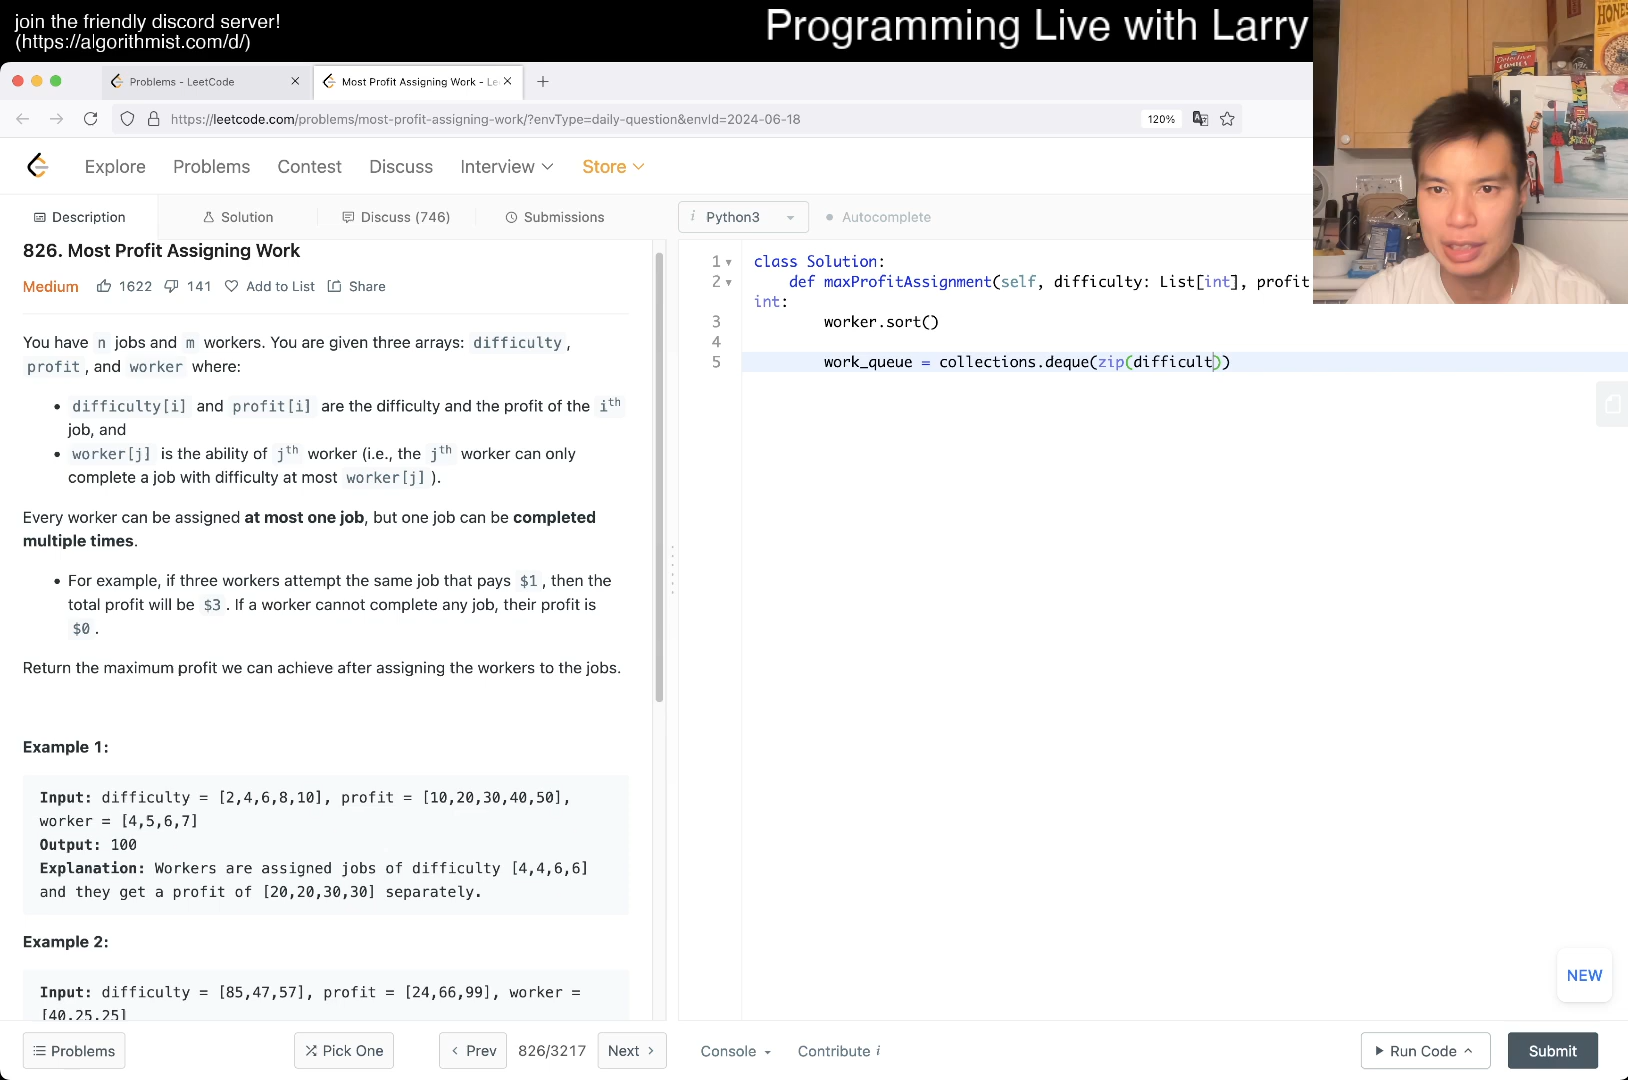 join the friendly discord server!
(https://algorithmist.com/d/)
Programming Live with Larry
Problems - LeetCode
Most Profit Assigning Work - Le
https://leetcode.com/problems/most-profit-assigning-work/?envType=daily-question&envId=2024-06-18
120%
Explore
Problems
Contest
Discuss
Interview
Store
Description
Solution
Discuss (746)
Submissions
i Python3
Autocomplete
826. Most Profit Assigning Work
Medium
1622
141
Add to List
Share
You have n jobs and m workers. You are given three arrays: difficulty,
profit, and worker where:
• difficulty[i] and profit[i] are the difficulty and the profit of the ith
job, and
• worker[j] is the ability of jth worker (i.e., the jth worker can only
complete a job with difficulty at most worker[j]).
Every worker can be assigned at most one job, but one job can be completed
multiple times.
• For example, if three workers attempt the same job that pays $1, then the
total profit will be $3. If a worker cannot complete any job, their profit is
$0.
Return the maximum profit we can achieve after assigning the workers to the jobs.
Example 1:
Input: difficulty = [2,4,6,8,10], profit = [10,20,30,40,50],
worker = [4,5,6,7]
Output: 100
Explanation: Workers are assigned jobs of difficulty [4,4,6,6]
and they get a profit of [20,20,30,30] separately.
Example 2:
Input: difficulty = [85,47,57], profit = [24,66,99], worker =
[40,25,25]
1 class Solution:
2 def maxProfitAssignment(self, difficulty: List[int], profit
int:
3 worker.sort()
4
5 work_queue = collections.deque(zip(difficult))
NEW
Problems
Pick One
Prev
826/3217
Next
Console
Contribute i
Run Code
Submit